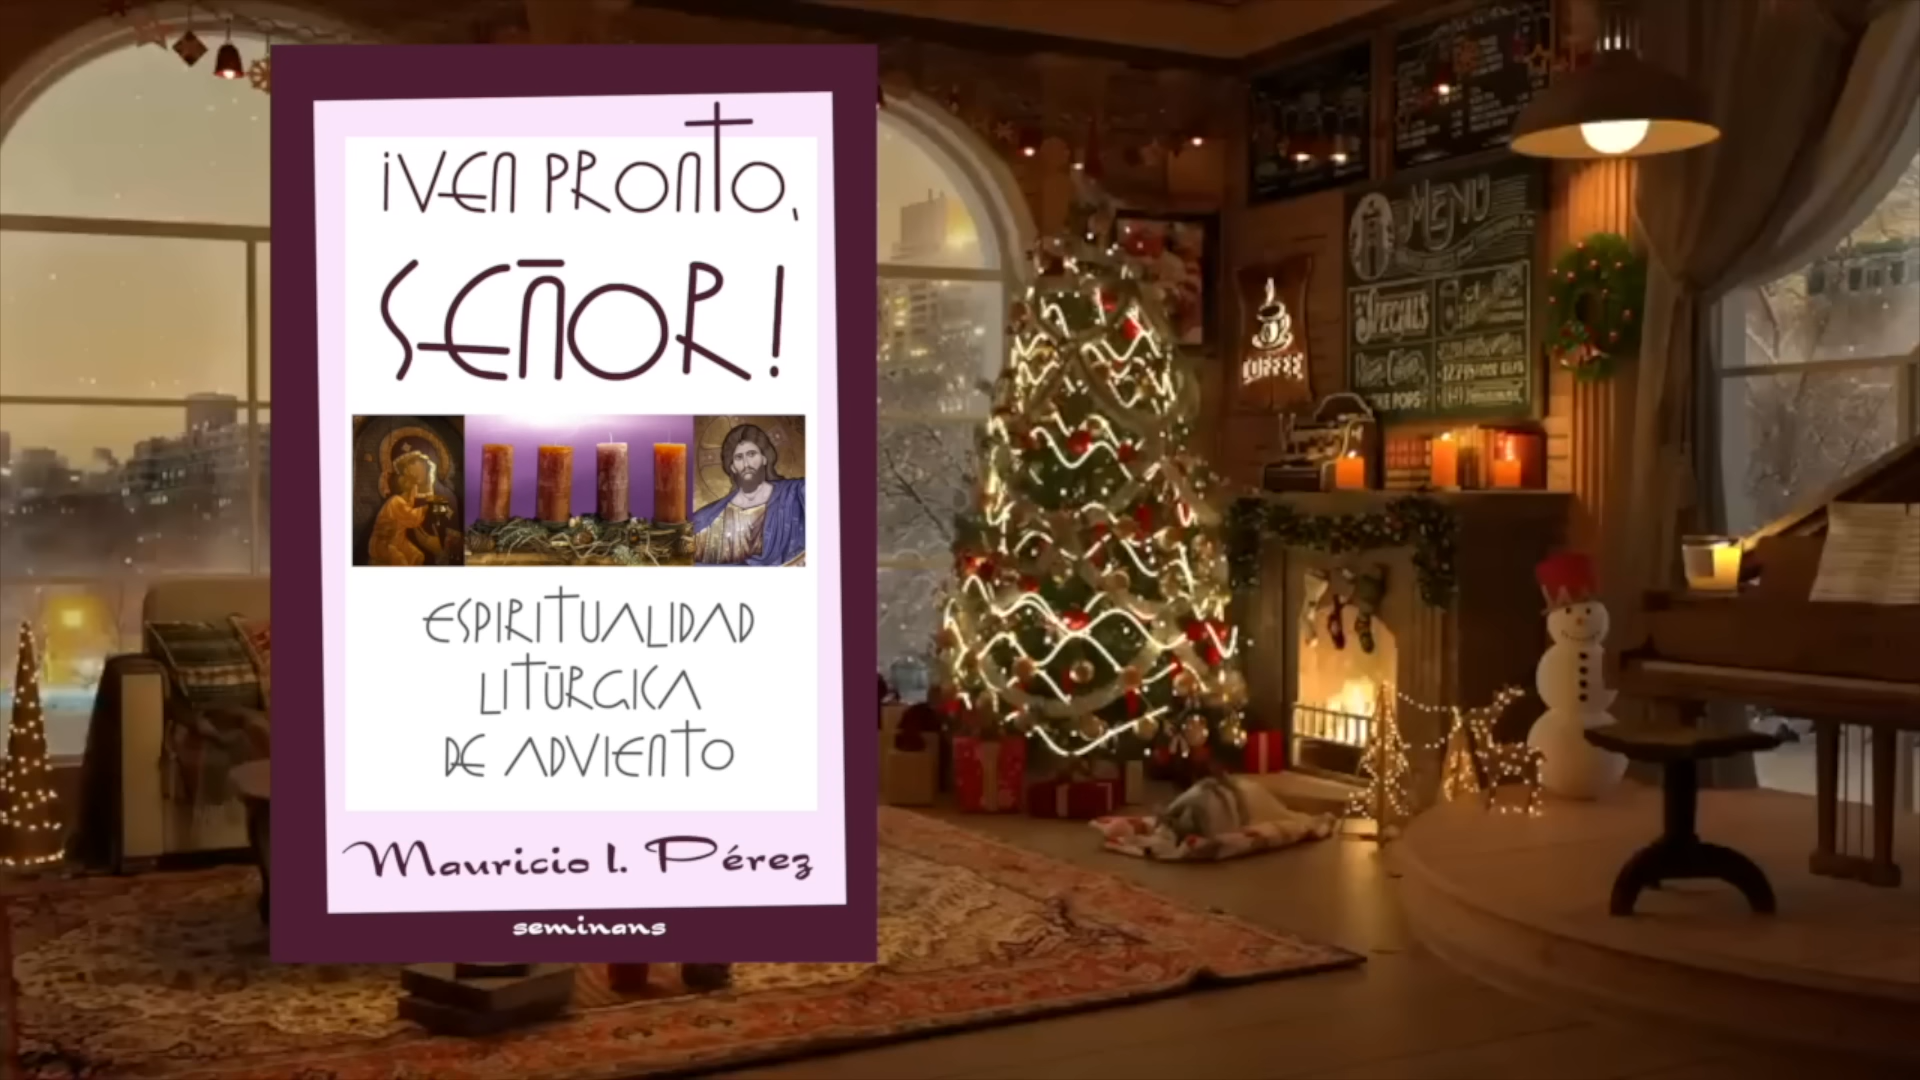 ¡VEN PRONTO,
SEÑOR!
ESPIRITUALIDAD
LITÚRGICA
DE ADVIENTO
Mauricio I. Pérez
seminans
MENU
SPECIALS
COFFEE